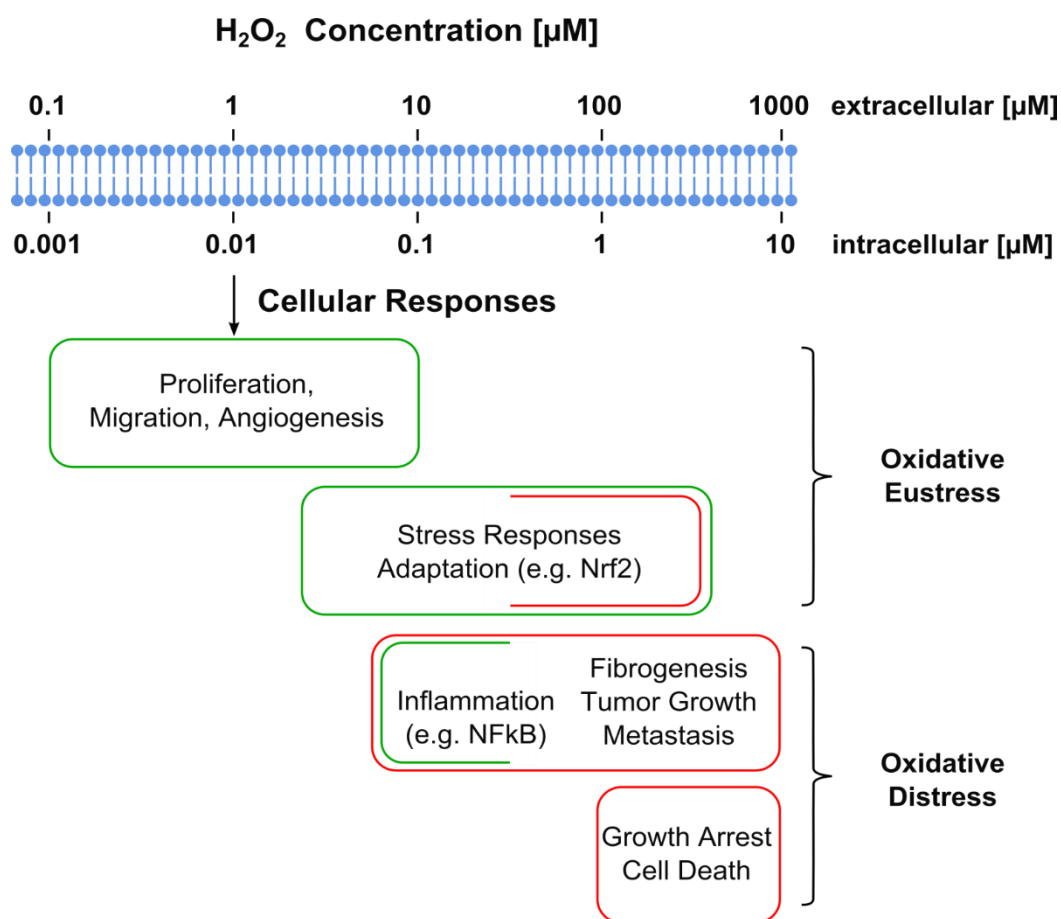 H₂O₂ Concentration [µM]
0.1 1 10 100 1000 extracellular [µM]
0.001 0.01 0.1 1 10 intracellular [µM]
Cellular Responses
Proliferation,
Migration, Angiogenesis
Oxidative
Eustress
Stress Responses
Adaptation (e.g. Nrf2)
Inflammation
(e.g. NFkB)
Fibrogenesis
Tumor Growth
Metastasis
Oxidative
Distress
Growth Arrest
Cell Death